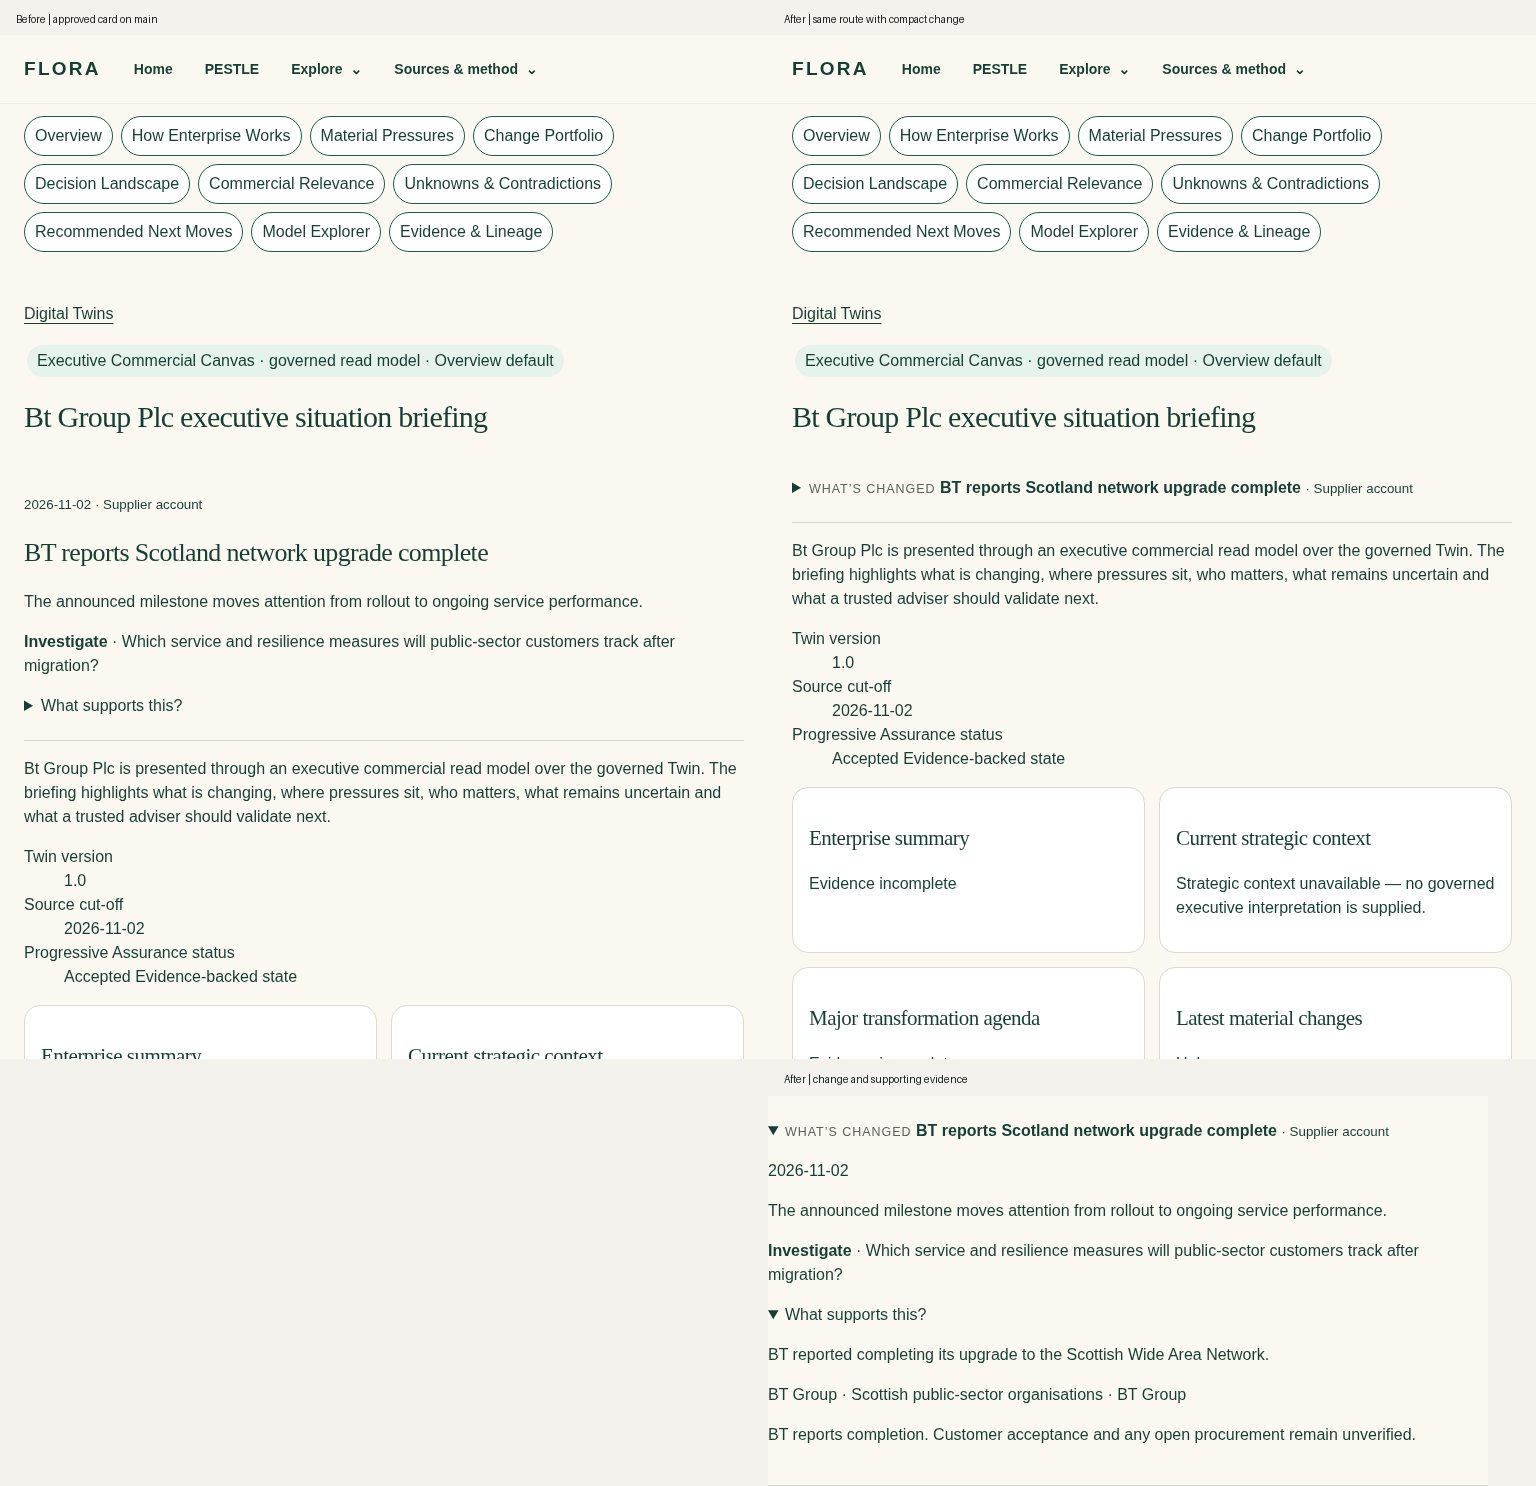 Before | approved card on main
FLORA Home PESTLE Explore Sources & method
Overview How Enterprise Works Material Pressures Change Portfolio
Decision Landscape Commercial Relevance Unknowns & Contradictions
Recommended Next Moves Model Explorer Evidence & Lineage
Digital Twins
Executive Commercial Canvas · governed read model · Overview default
Bt Group Plc executive situation briefing
2026-11-02 · Supplier account
BT reports Scotland network upgrade complete
The announced milestone moves attention from rollout to ongoing service performance.
Investigate · Which service and resilience measures will public-sector customers track after
migration?
What supports this?
Bt Group Plc is presented through an executive commercial read model over the governed Twin. The
briefing highlights what is changing, where pressures sit, who matters, what remains uncertain and
what a trusted adviser should validate next.
Twin version
1.0
Source cut-off
2026-11-02
Progressive Assurance status
Accepted Evidence-backed state
Enterprise summary
Current strategic context
After | same route with compact change
FLORA Home PESTLE Explore Sources & method
Overview How Enterprise Works Material Pressures Change Portfolio
Decision Landscape Commercial Relevance Unknowns & Contradictions
Recommended Next Moves Model Explorer Evidence & Lineage
Digital Twins
Executive Commercial Canvas · governed read model · Overview default
Bt Group Plc executive situation briefing
WHAT'S CHANGED BT reports Scotland network upgrade complete · Supplier account
Bt Group Plc is presented through an executive commercial read model over the governed Twin. The
briefing highlights what is changing, where pressures sit, who matters, what remains uncertain and
what a trusted adviser should validate next.
Twin version
1.0
Source cut-off
2026-11-02
Progressive Assurance status
Accepted Evidence-backed state
Enterprise summary
Evidence incomplete
Current strategic context
Strategic context unavailable — no governed
executive interpretation is supplied.
Major transformation agenda
Latest material changes
After | change and supporting evidence
WHAT'S CHANGED BT reports Scotland network upgrade complete · Supplier account
2026-11-02
The announced milestone moves attention from rollout to ongoing service performance.
Investigate · Which service and resilience measures will public-sector customers track after
migration?
What supports this?
BT reported completing its upgrade to the Scottish Wide Area Network.
BT Group · Scottish public-sector organisations · BT Group
BT reports completion. Customer acceptance and any open procurement remain unverified.